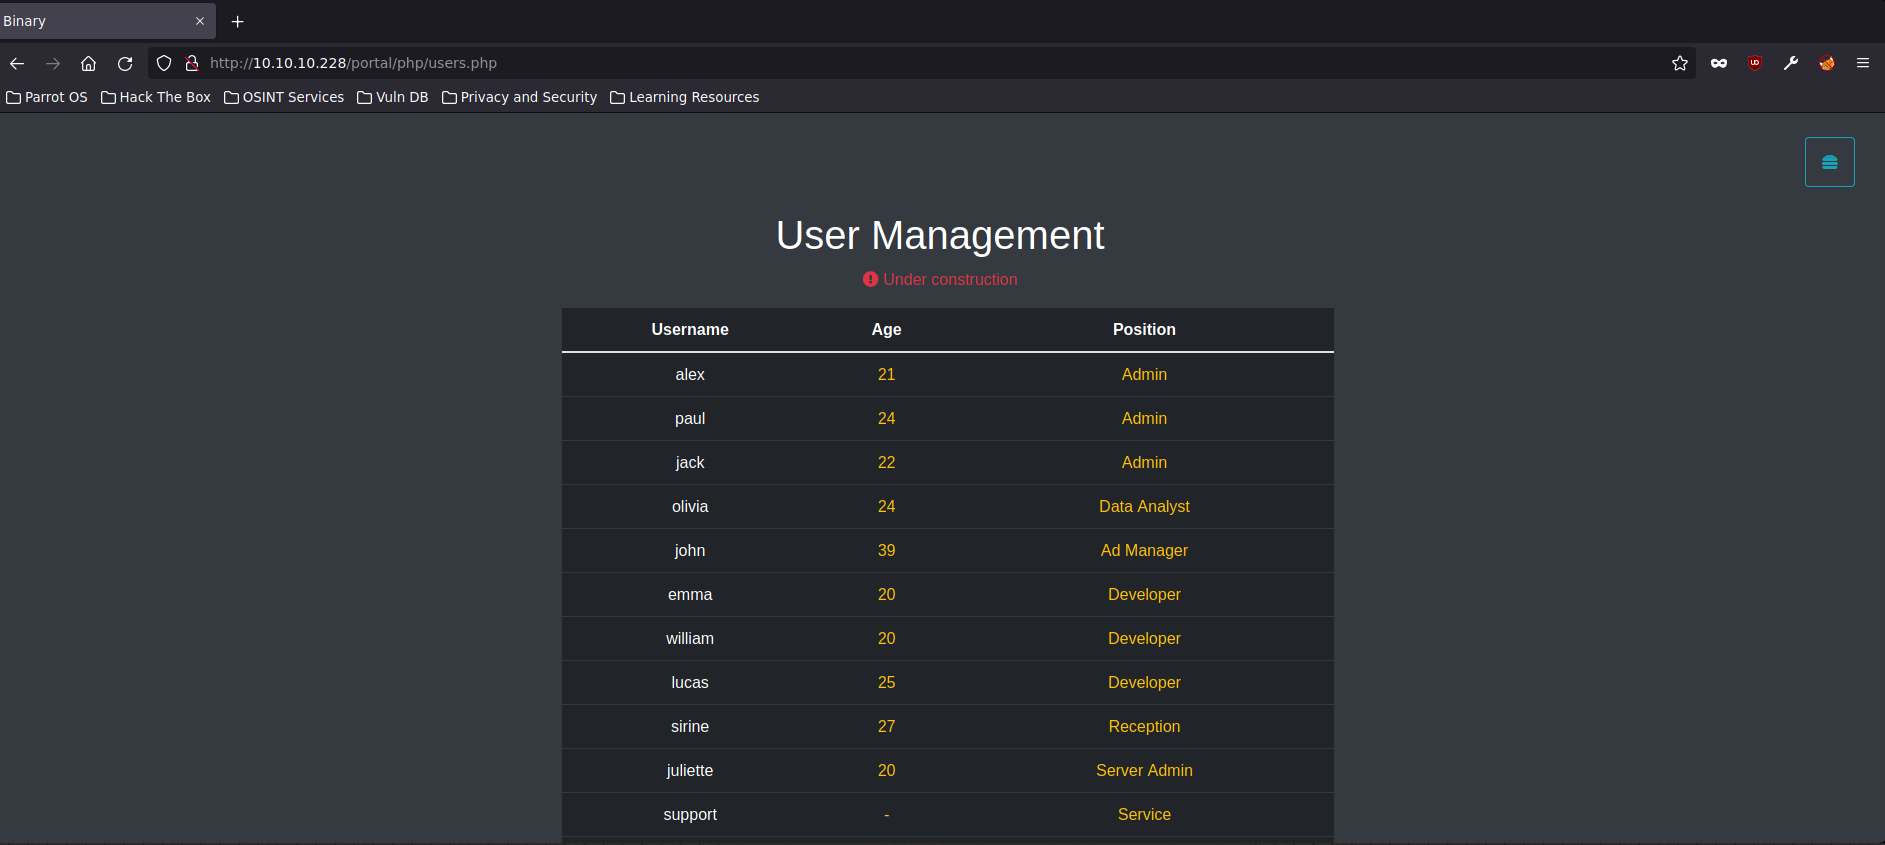 Binary
http://10.10.10.228/portal/php/users.php
Parrot OS Hack The Box OSINT Services Vuln DB Privacy and Security Learning Resources
User Management
Under construction
Username Age Position
alex 21 Admin
paul 24 Admin
jack 22 Admin
olivia 24 Data Analyst
john 39 Ad Manager
emma 20 Developer
william 20 Developer
lucas 25 Developer
sirine 27 Reception
juliette 20 Server Admin
support - Service